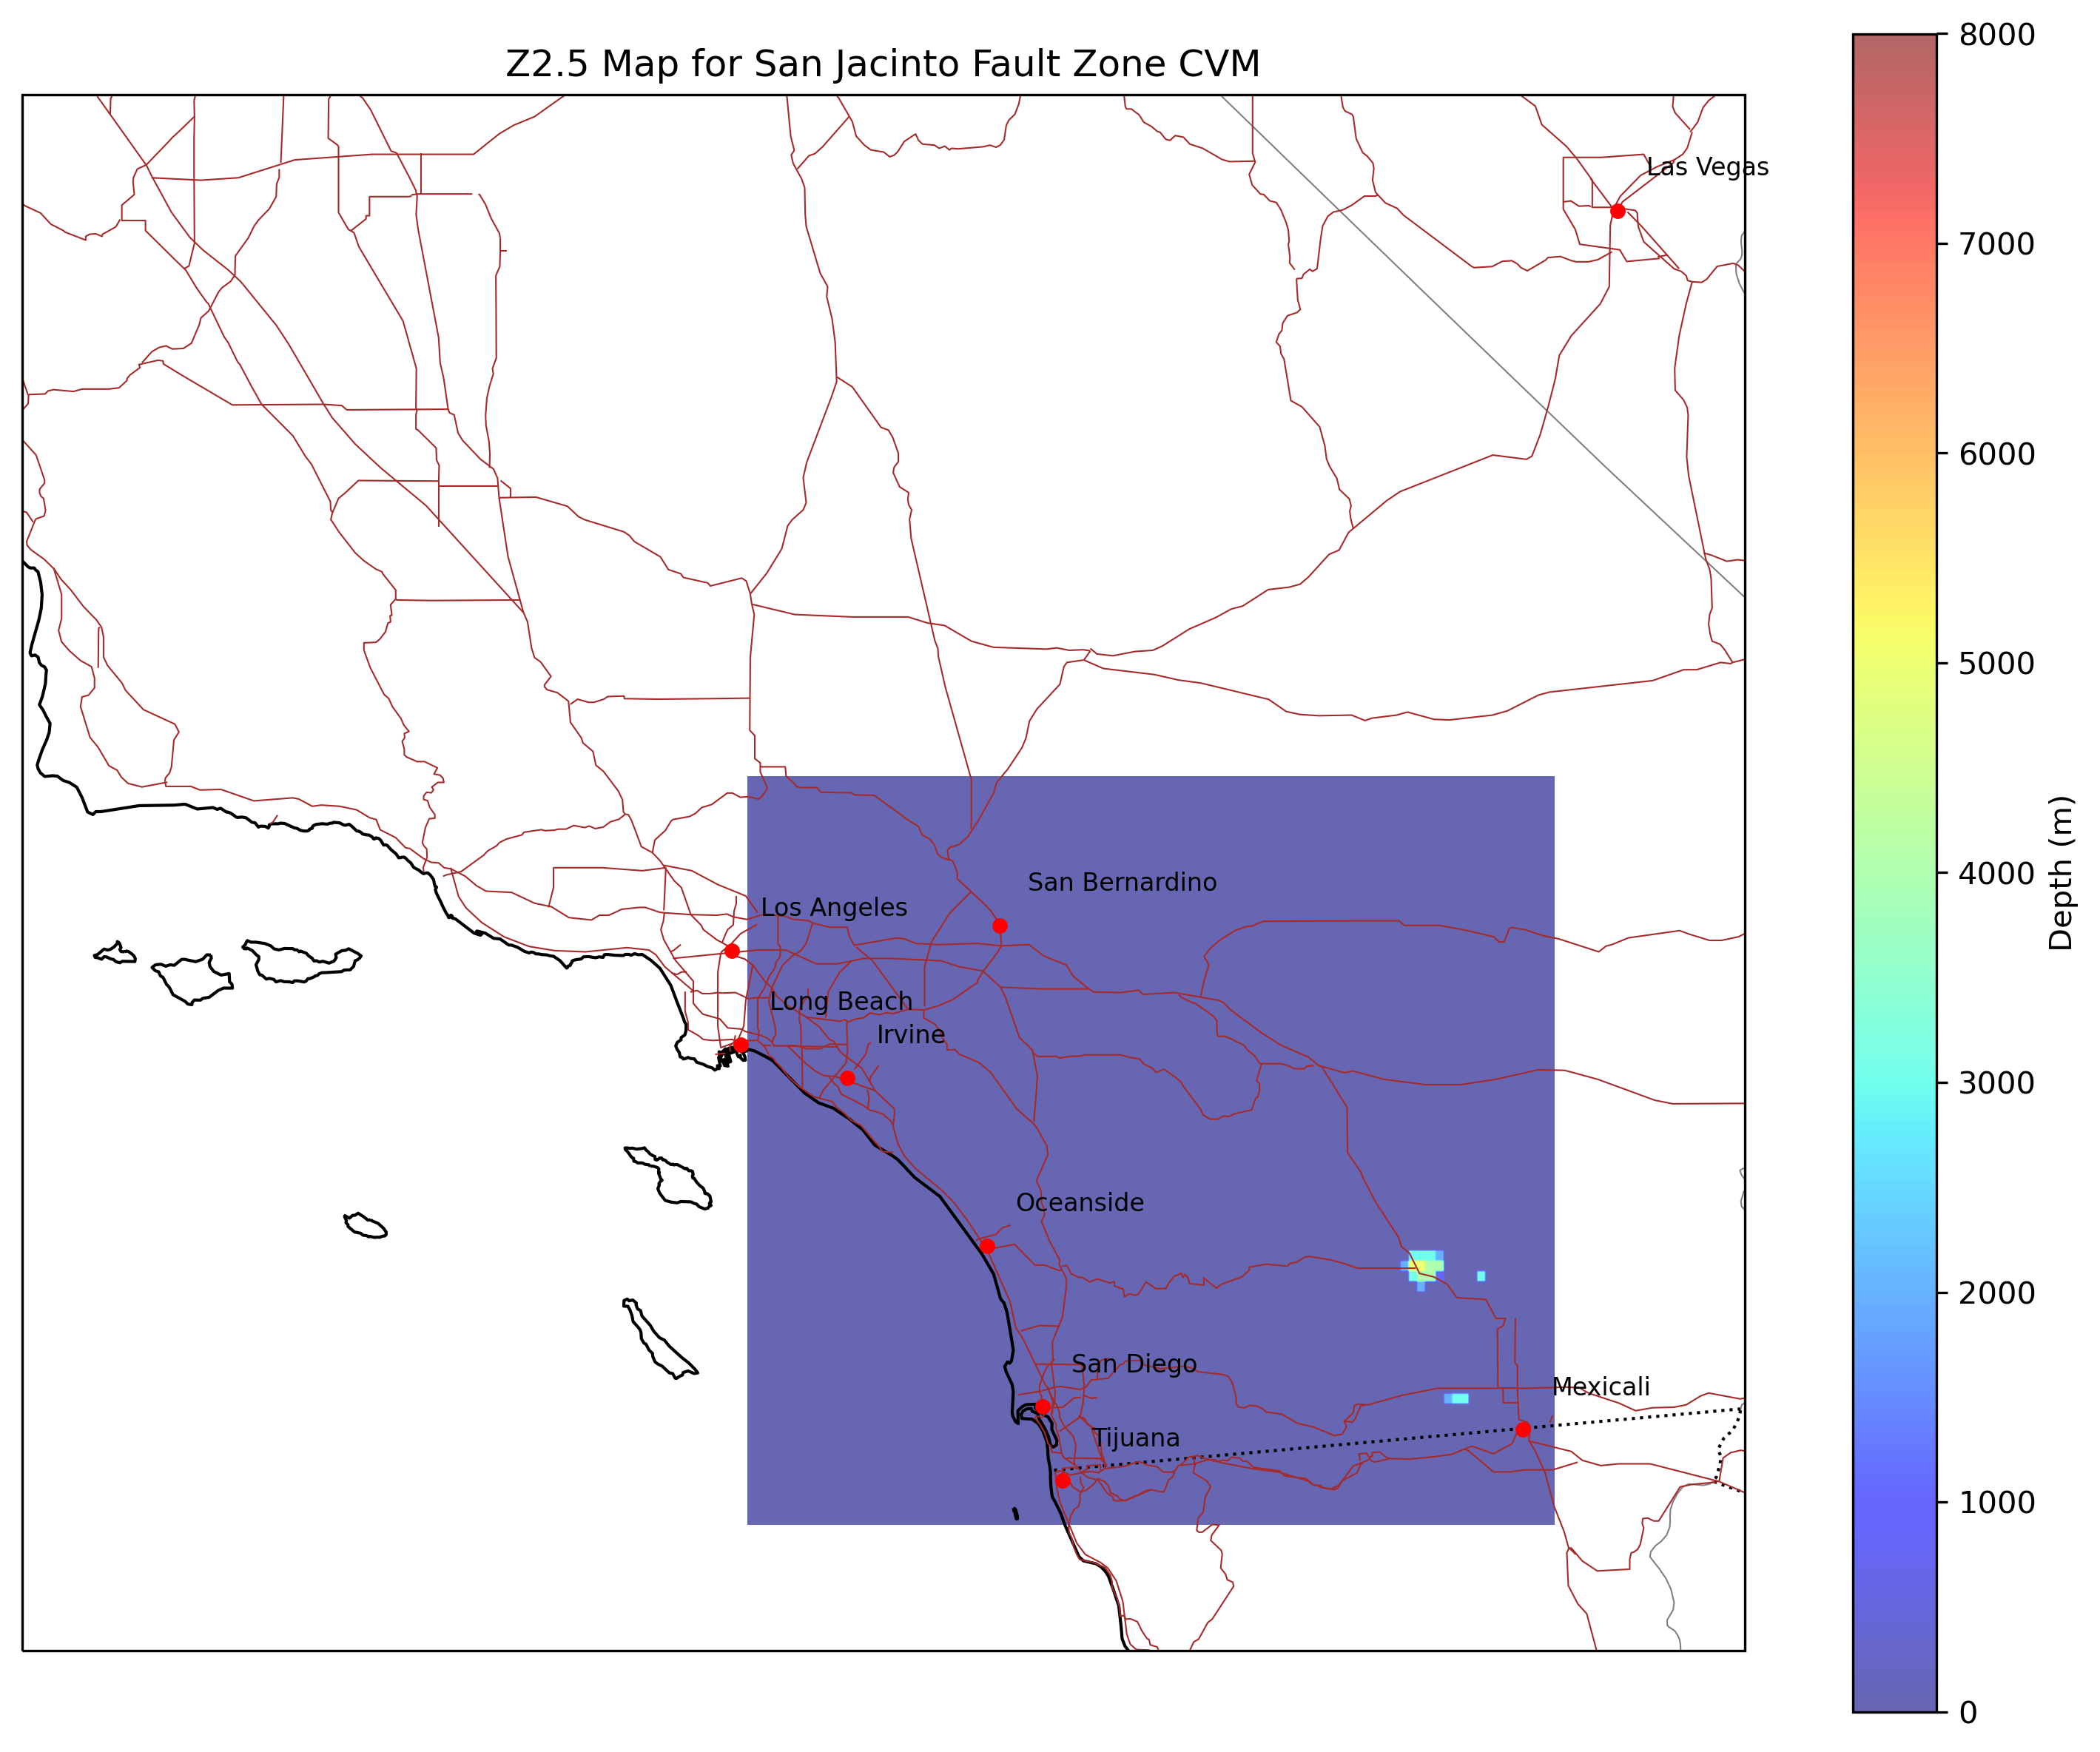 Z2.5 Map for San Jacinto Fault Zone CVM
Las Vegas
San Bernardino
Los Angeles
Long Beach
Irvine
Oceanside
San Diego
Mexicali
Tijuana
8000
7000
6000
5000
4000
3000
2000
1000
0
Depth (m)